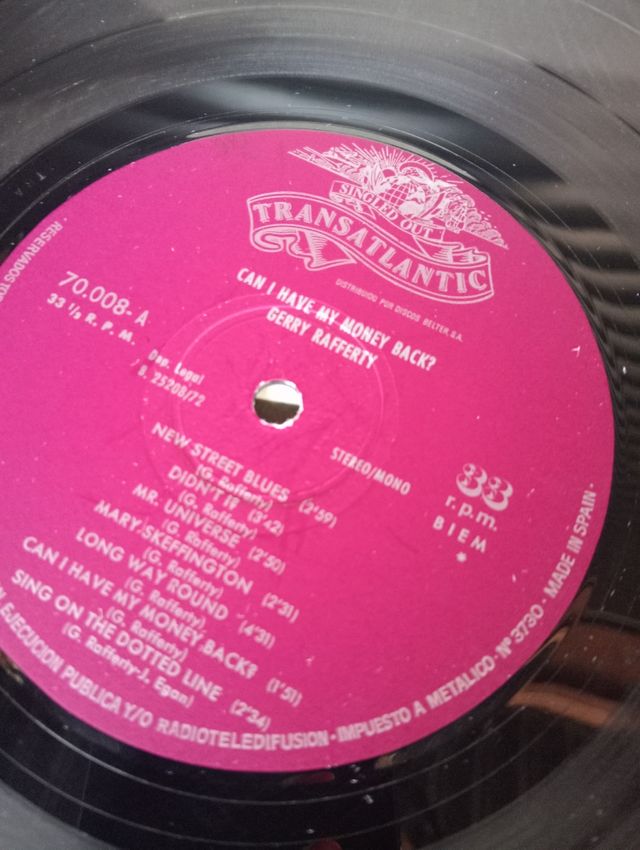 SINGLED OUT
TRANSATLANTIC
DISTRIBUIDO POR DISCOS BELTER, S.A.
CAN I HAVE MY MONEY BACK?
GERRY RAFFERTY
70.008-A
33 1/3 R. P. M.
Dep. Legal
B. 25208/72
STEREO/MONO
33
r.p.m.
BIEM
*
NEW STREET BLUES (2'59)
(G. Rafferty)
DIDN'T I? (3'42)
(G. Rafferty)
MR. UNIVERSE (2'50)
(G. Rafferty)
MARY SKEFFINGTON (2'31)
(G. Rafferty)
LONG WAY ROUND (4'31)
(G. Rafferty)
CAN I HAVE MY MONEY BACK? (1'51)
(G. Rafferty)
SING ON THE DOTTED LINE (2'34)
(G. Rafferty-J. Egan)
RESERVADOS
EJECUCION PUBLICA Y/O RADIOTELEDIFUSION · IMPUESTO A METALICO · Nº 3730 · MADE IN SPAIN ·